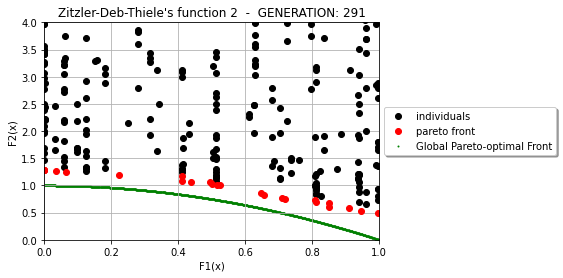 Zitzler-Deb-Thiele's function 2  -  GENERATION: 291
4.0
3.5
3.0
2.5
2.0
1.5
1.0
0.5
0.0
F2(x)
0.0 0.2 0.4 0.6 0.8 1.0
F1(x)
individuals
pareto front
Global Pareto-optimal Front